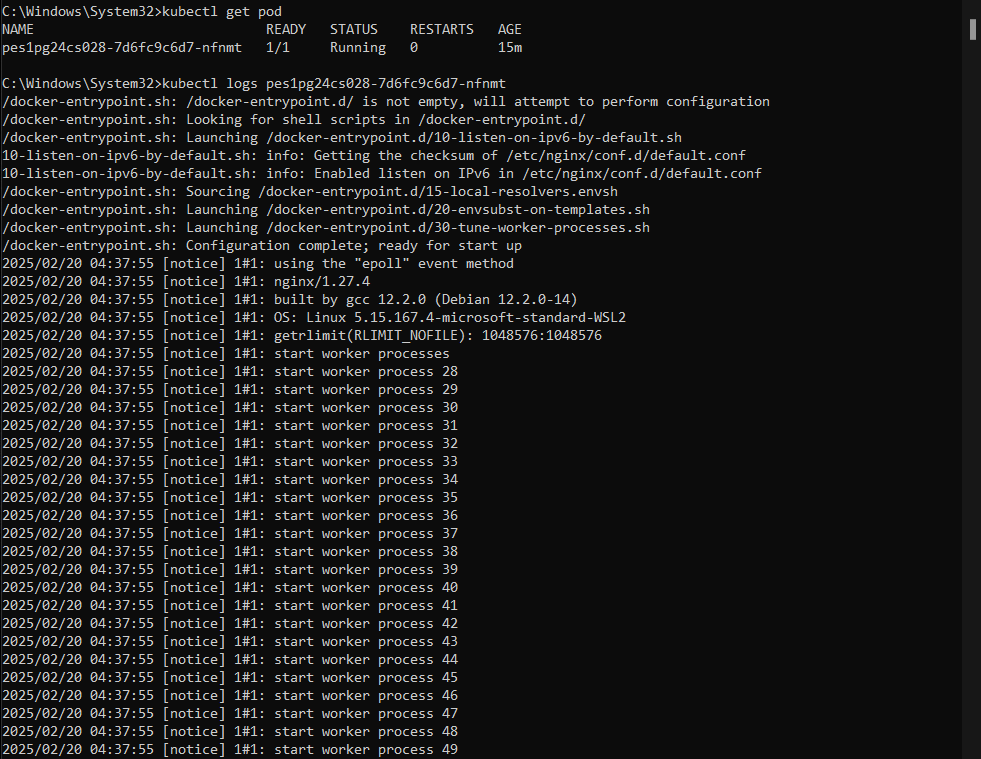 C:\Windows\System32>kubectl get pod
NAME READY STATUS RESTARTS AGE
pes1pg24cs028-7d6fc9c6d7-nfnmt 1/1 Running 0 15m
C:\Windows\System32>kubectl logs pes1pg24cs028-7d6fc9c6d7-nfnmt
/docker-entrypoint.sh: /docker-entrypoint.d/ is not empty, will attempt to perform configuration
/docker-entrypoint.sh: Looking for shell scripts in /docker-entrypoint.d/
/docker-entrypoint.sh: Launching /docker-entrypoint.d/10-listen-on-ipv6-by-default.sh
10-listen-on-ipv6-by-default.sh: info: Getting the checksum of /etc/nginx/conf.d/default.conf
10-listen-on-ipv6-by-default.sh: info: Enabled listen on IPv6 in /etc/nginx/conf.d/default.conf
/docker-entrypoint.sh: Sourcing /docker-entrypoint.d/15-local-resolvers.envsh
/docker-entrypoint.sh: Launching /docker-entrypoint.d/20-envsubst-on-templates.sh
/docker-entrypoint.sh: Launching /docker-entrypoint.d/30-tune-worker-processes.sh
/docker-entrypoint.sh: Configuration complete; ready for start up
2025/02/20 04:37:55 [notice] 1#1: using the "epoll" event method
2025/02/20 04:37:55 [notice] 1#1: nginx/1.27.4
2025/02/20 04:37:55 [notice] 1#1: built by gcc 12.2.0 (Debian 12.2.0-14)
2025/02/20 04:37:55 [notice] 1#1: OS: Linux 5.15.167.4-microsoft-standard-WSL2
2025/02/20 04:37:55 [notice] 1#1: getrlimit(RLIMIT_NOFILE): 1048576:1048576
2025/02/20 04:37:55 [notice] 1#1: start worker processes
2025/02/20 04:37:55 [notice] 1#1: start worker process 28
2025/02/20 04:37:55 [notice] 1#1: start worker process 29
2025/02/20 04:37:55 [notice] 1#1: start worker process 30
2025/02/20 04:37:55 [notice] 1#1: start worker process 31
2025/02/20 04:37:55 [notice] 1#1: start worker process 32
2025/02/20 04:37:55 [notice] 1#1: start worker process 33
2025/02/20 04:37:55 [notice] 1#1: start worker process 34
2025/02/20 04:37:55 [notice] 1#1: start worker process 35
2025/02/20 04:37:55 [notice] 1#1: start worker process 36
2025/02/20 04:37:55 [notice] 1#1: start worker process 37
2025/02/20 04:37:55 [notice] 1#1: start worker process 38
2025/02/20 04:37:55 [notice] 1#1: start worker process 39
2025/02/20 04:37:55 [notice] 1#1: start worker process 40
2025/02/20 04:37:55 [notice] 1#1: start worker process 41
2025/02/20 04:37:55 [notice] 1#1: start worker process 42
2025/02/20 04:37:55 [notice] 1#1: start worker process 43
2025/02/20 04:37:55 [notice] 1#1: start worker process 44
2025/02/20 04:37:55 [notice] 1#1: start worker process 45
2025/02/20 04:37:55 [notice] 1#1: start worker process 46
2025/02/20 04:37:55 [notice] 1#1: start worker process 47
2025/02/20 04:37:55 [notice] 1#1: start worker process 48
2025/02/20 04:37:55 [notice] 1#1: start worker process 49